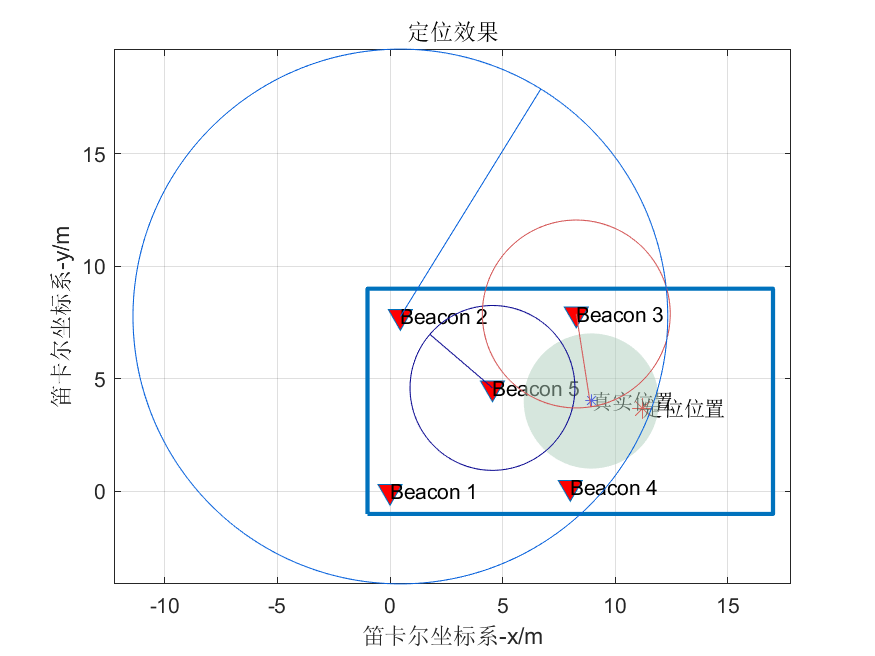 定位效果
15
10
5
0
-10
-5
0
5
10
15
笛卡尔坐标系-y/m
笛卡尔坐标系-x/m
Beacon 2
Beacon 3
Beacon 5
真实位置
定位位置
Beacon 1
Beacon 4